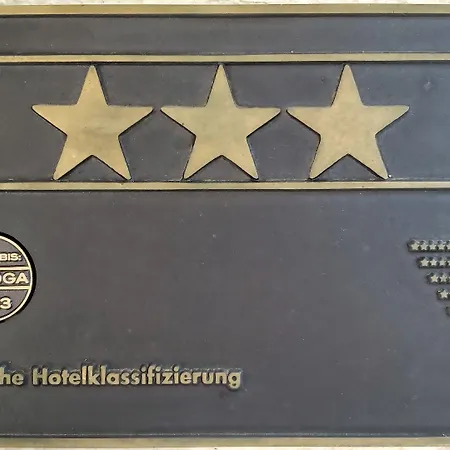 BIS:
OGA
3
he Hotelklassifizierung